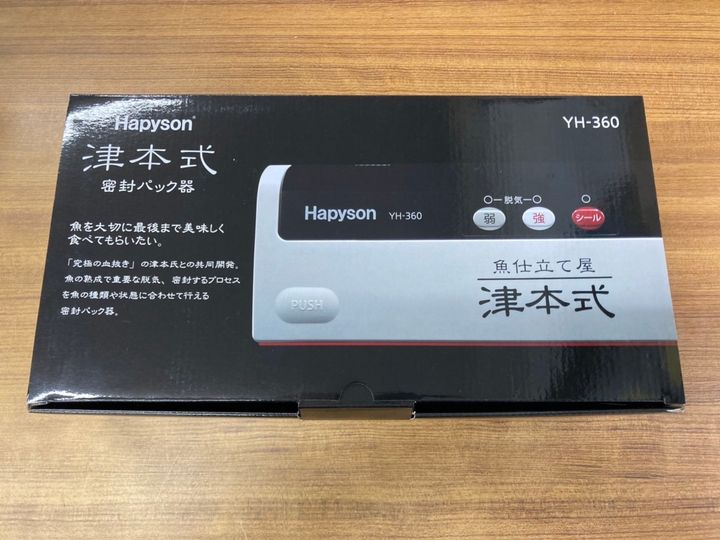 Hapyson®
YH-360
津本式
密封パック器
魚を大切に最後まで美味しく
食べてもらいたい。
「究極の血抜き」の津本氏との共同開発。
魚の熟成で重要な脱気、密封するプロセス
を魚の種類や状態に合わせて行える
密封パック器。
Hapyson YH-360
脱気
弱 強 シール
魚仕立て屋
津本式
PUSH